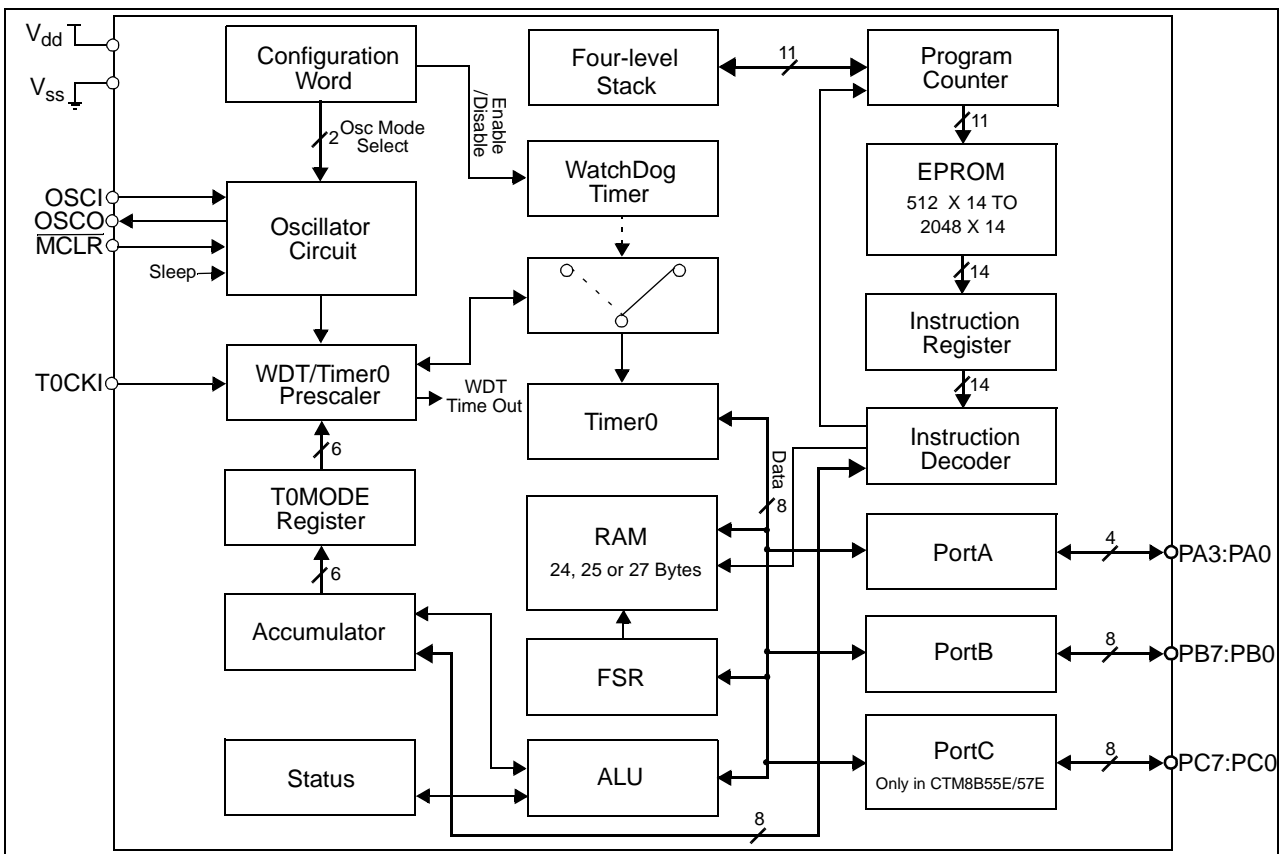 Vdd
Vss
Configuration
Word
Four-level
Stack
11
Program
Counter
Enable
/Disable
2
Osc Mode
Select
11
WatchDog
Timer
EPROM
512 X 14 TO
2048 X 14
OSCI
OSCO
MCLR
Sleep
Oscillator
Circuit
14
Instruction
Register
T0CKI
WDT/Timer0
Prescaler
WDT
Time Out
14
Timer0
Instruction
Decoder
6
Data
8
T0MODE
Register
RAM
24, 25 or 27 Bytes
PortA
4
PA3:PA0
6
Accumulator
FSR
PortB
8
PB7:PB0
Status
ALU
PortC
Only in CTM8B55E/57E
8
PC7:PC0
8